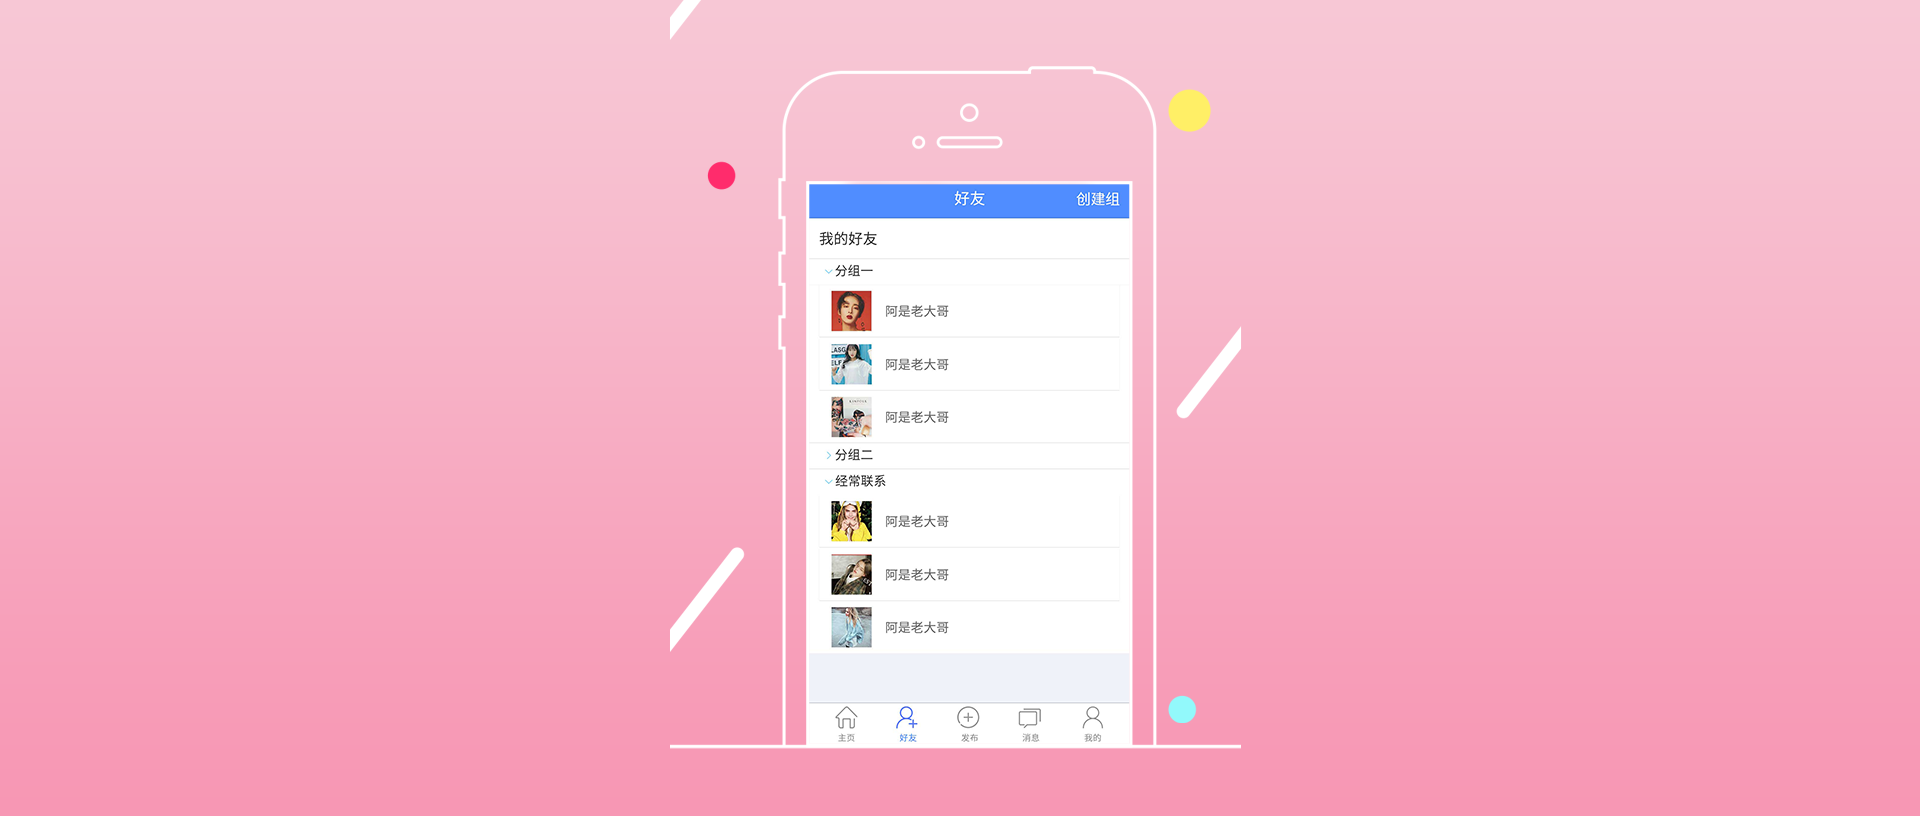 好友 创建组
我的好友
分组一
阿是老大哥
阿是老大哥
阿是老大哥
分组二
经常联系
阿是老大哥
阿是老大哥
阿是老大哥
主页 好友 发布 消息 我的